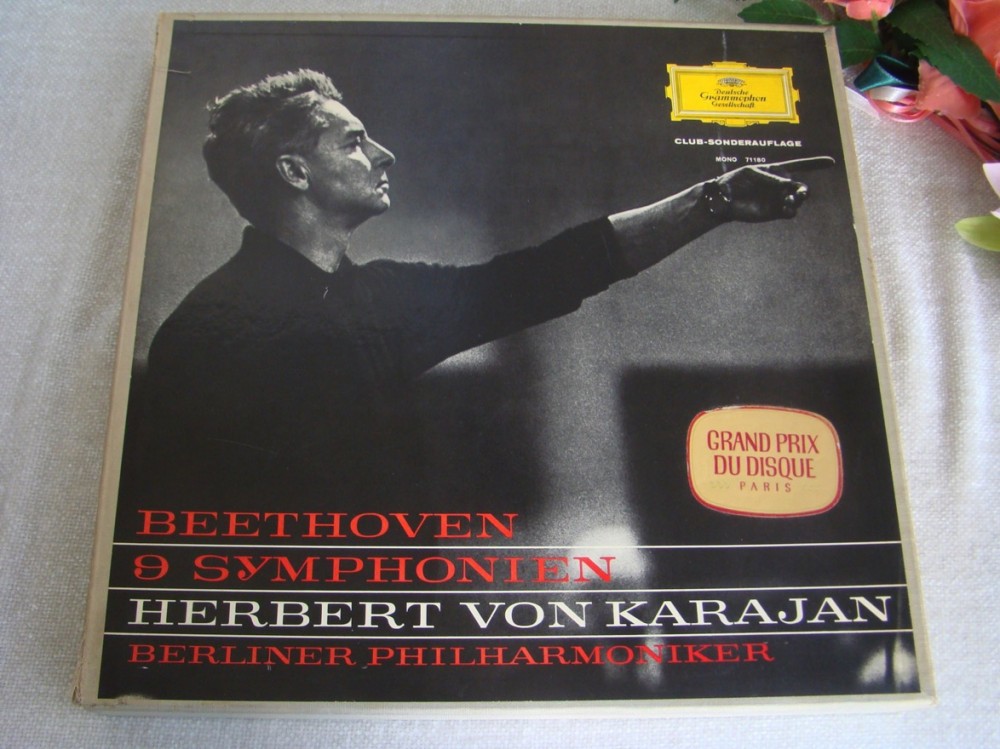 Deutsche
Grammophon
Gesellschaft
CLUB-SONDERAUFLAGE
MONO 71180
GRAND PRIX
DU DISQUE
PARIS
BEETHOVEN
9 SYMPHONIEN
HERBERT VON KARAJAN
BERLINER PHILHARMONIKER